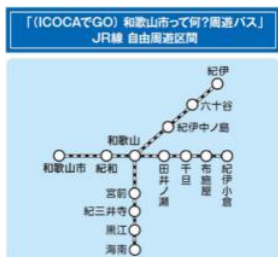 「(ICOCAでGO) 和歌山市って何?周遊パス」
JR線 自由周遊区間
紀伊
六十谷
紀伊中ノ島
和歌山
和歌山市
紀和
田井ノ瀬
千旦
布施屋
紀伊小倉
宮前
紀三井寺
黒江
海南